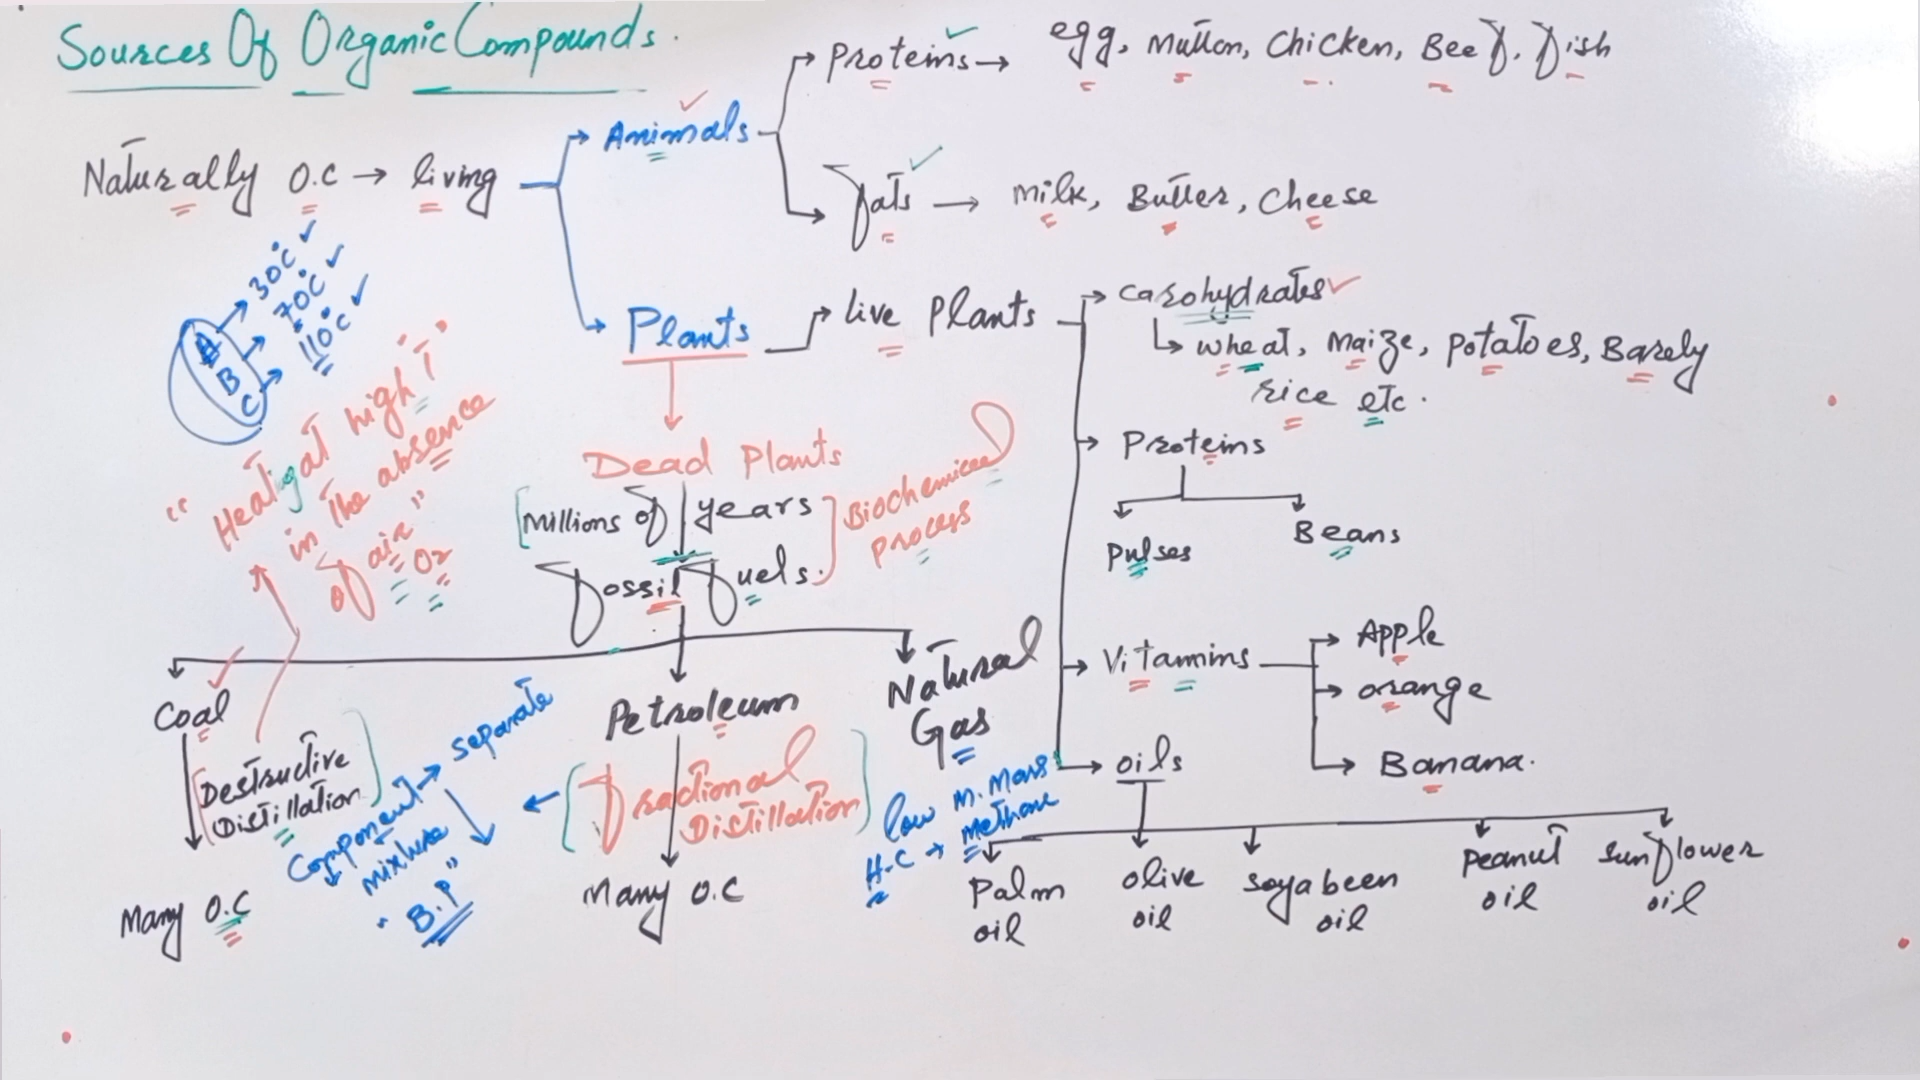 Sources Of Organic Compounds.
Naturally O.C → living
Animals
Proteins → egg, Mutton, Chicken, Beef, fish
fats → Milk, Butter, Cheese
Plants
live Plants
Carohydrates
wheat, Maize, Potatoes, Barely
rice etc.
Proteins
Pulses
Beans
Vitamins
Apple
orange
Banana.
oils
Palm oil
olive oil
Soyabeen oil
Peanut oil
Sunflower oil
A → 30°C
B → 70°C
C → 110°C
Dead Plants
[Millions of years
Biochemical
Process
Fossil Fuels.
Coal
Destructive
Distillation
Many O.C
"Heatigat high T"
in the absence
of air"
O2
Petroleum
Fractional
Distillation
Many O.C
Component → separate
mixture
"B.P"
Natural
Gas
low M. Mass
H-C → Methane